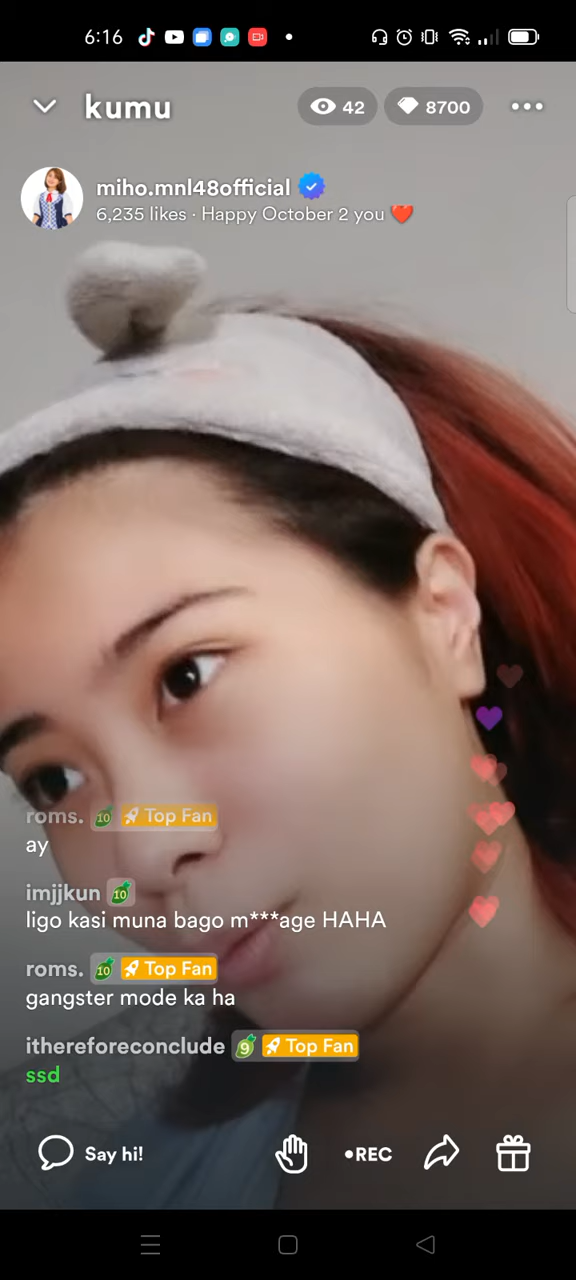 6:16
kumu
42
8700
miho.mnl48official
6,235 likes · Happy October 2 you ❤️
roms. 10 Top Fan
ay
imjjkun 10
ligo kasi muna bago m***age HAHA
roms. 10 Top Fan
gangster mode ka ha
ithereforeconclude 9 Top Fan
ssd
Say hi!
•REC